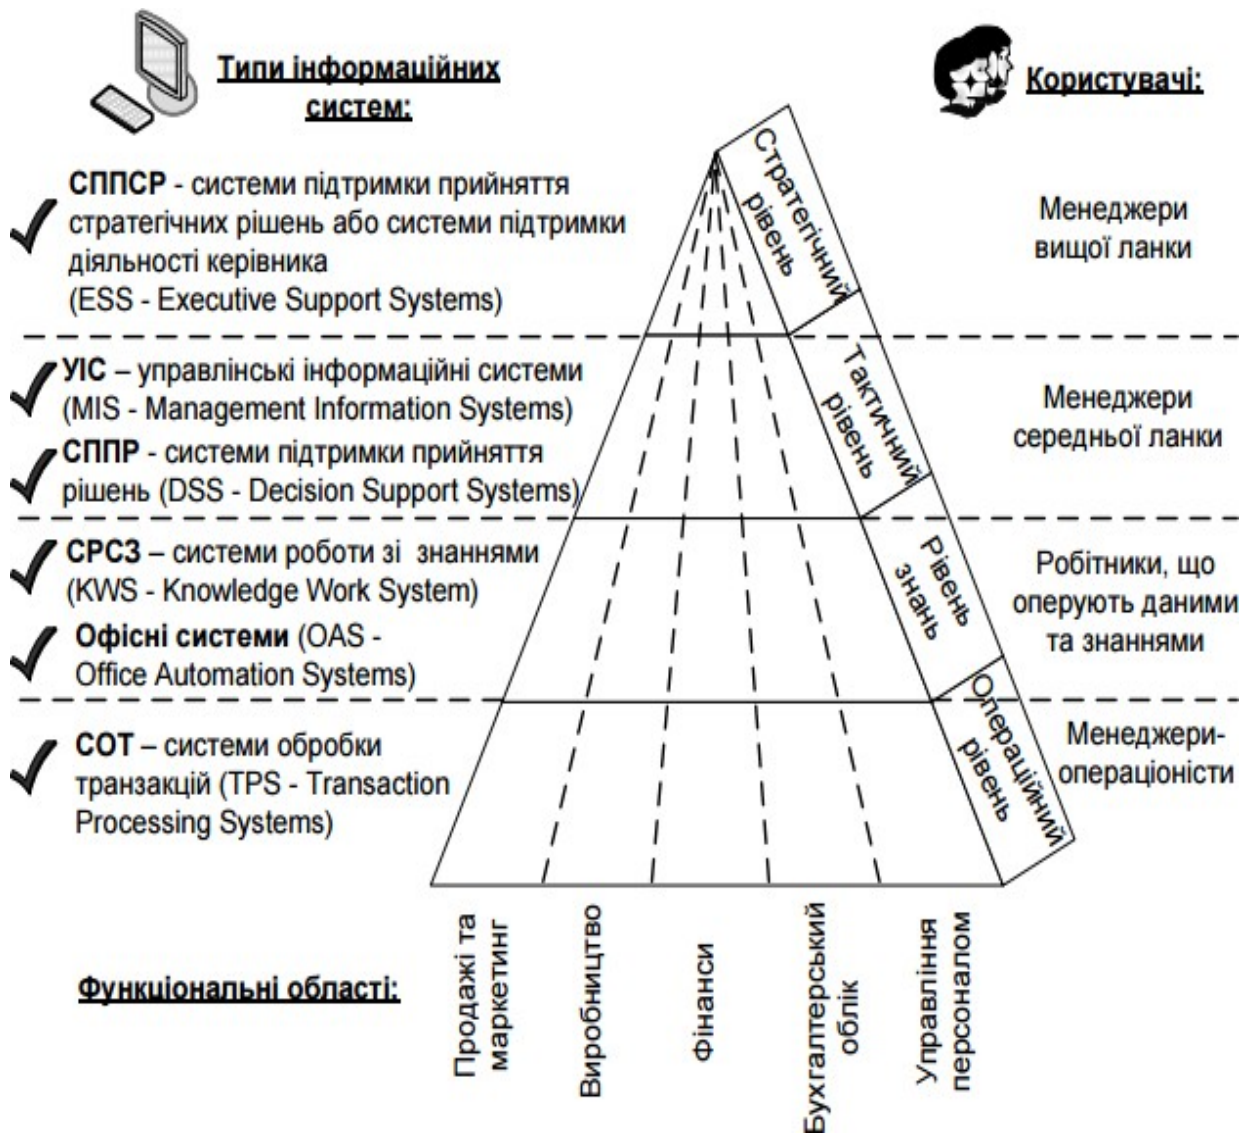 Типи інформаційних
систем:
Користувачі:
СППСР - системи підтримки прийняття
стратегічних рішень або системи підтримки
діяльності керівника
(ESS - Executive Support Systems)
Стратегічний
рівень
Менеджери
вищої ланки
УІС – управлінські інформаційні системи
(MIS - Management Information Systems)
СППР - системи підтримки прийняття
рішень (DSS - Decision Support Systems)
Тактичний
рівень
Менеджери
середньої ланки
СРСЗ – системи роботи зі знаннями
(KWS - Knowledge Work System)
Офісні системи (OAS -
Office Automation Systems)
Рівень
знань
Робітники, що
оперують даними
та знаннями
СОТ – системи обробки
транзакцій (TPS - Transaction
Processing Systems)
Операційний
рівень
Менеджери-
операціоністи
Функціональні області:
Продажі та
маркетинг
Виробництво
Фінанси
Бухгалтерський
облік
Управління
персоналом